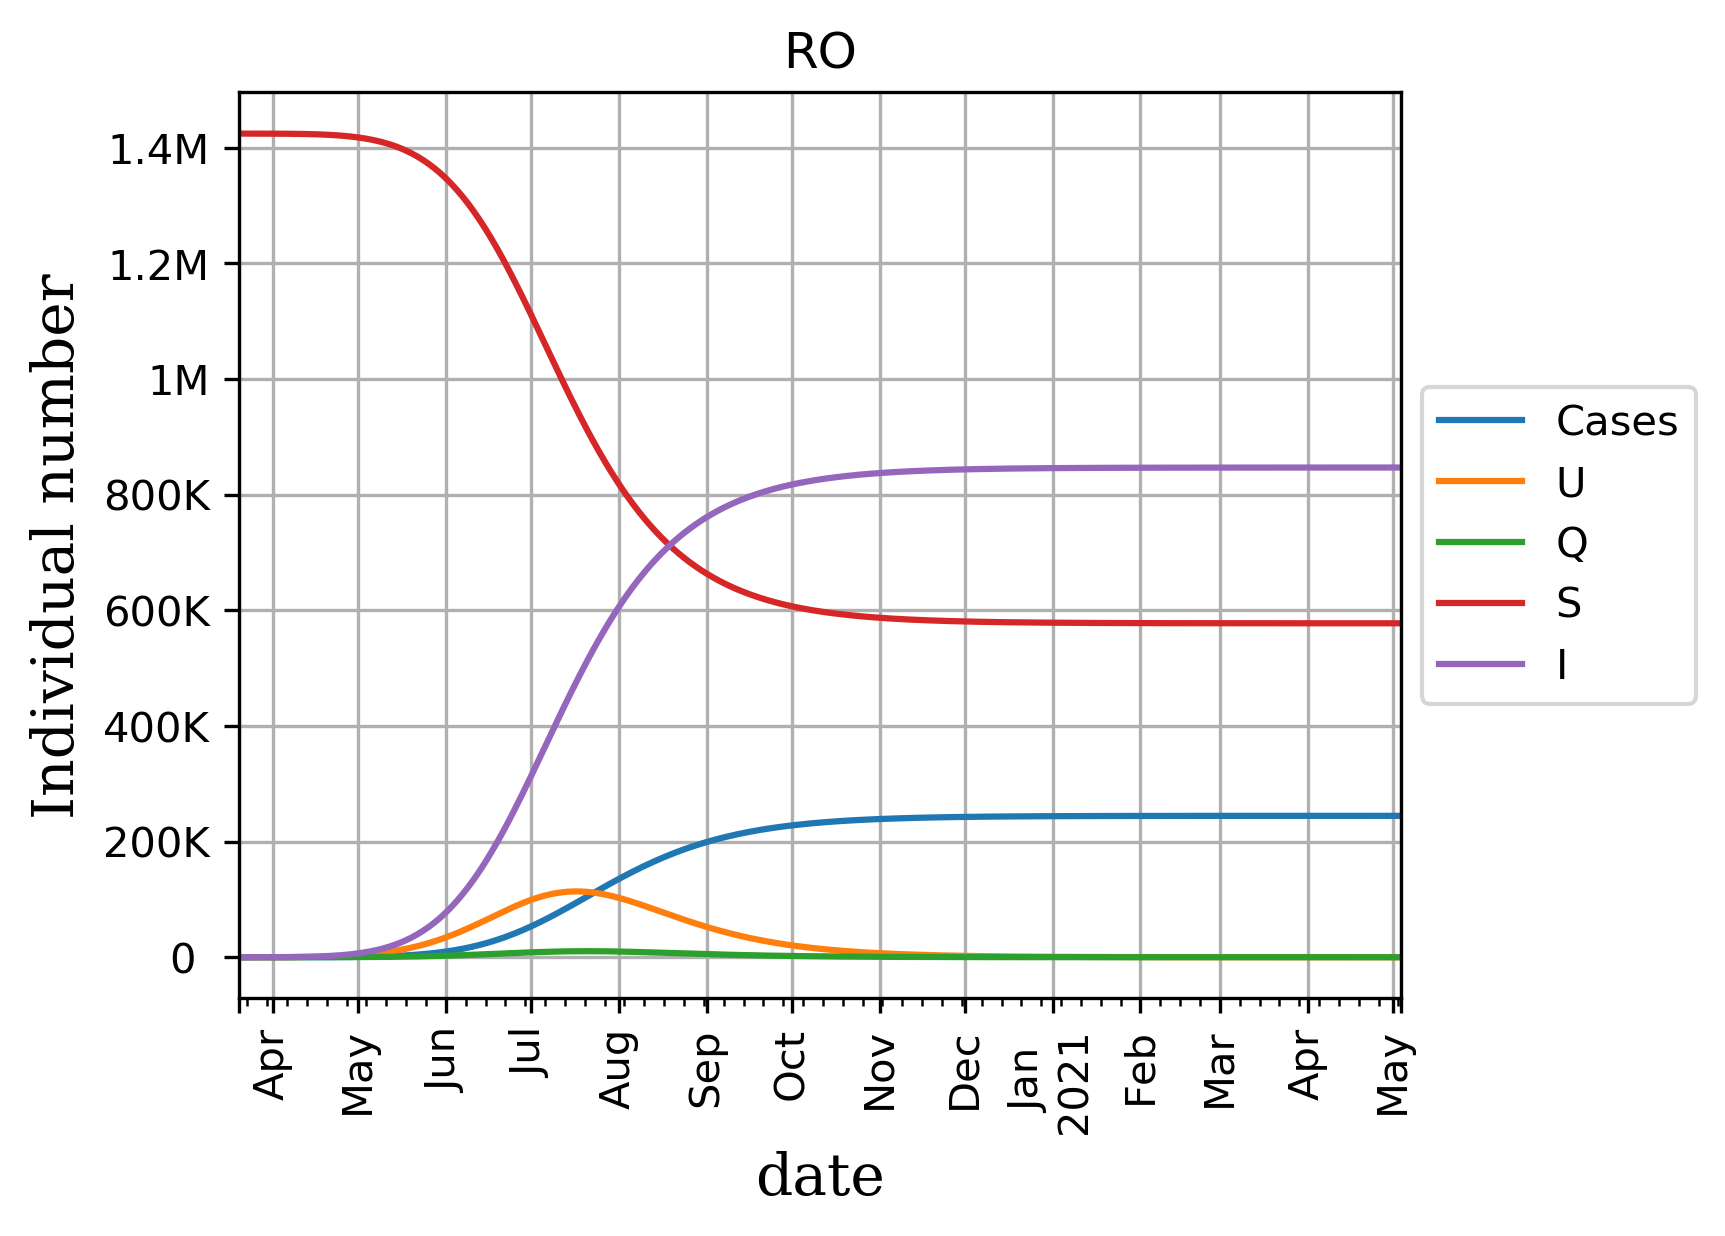 RO
Individual number
1.4M
1.2M
1M
800K
600K
400K
200K
0
Apr
May
Jun
Jul
Aug
Sep
Oct
Nov
Dec
Jan
2021
Feb
Mar
Apr
May
date
Cases
U
Q
S
I